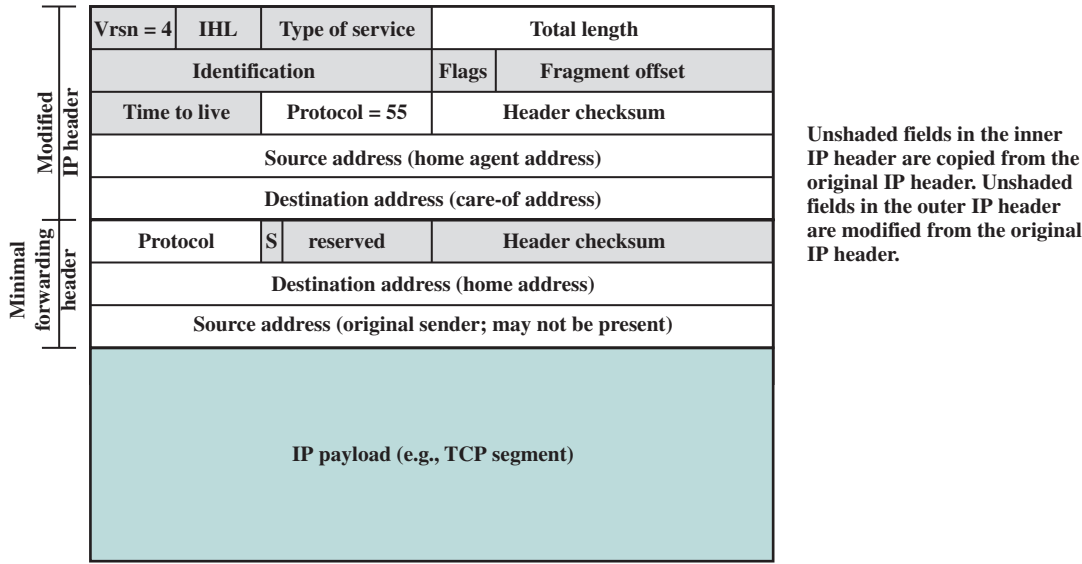 Modified
IP header
Vrsn = 4 IHL Type of service Total length
Identification Flags Fragment offset
Time to live Protocol = 55 Header checksum
Source address (home agent address)
Destination address (care-of address)
Minimal
forwarding
header
Protocol S reserved Header checksum
Destination address (home address)
Source address (original sender; may not be present)
IP payload (e.g., TCP segment)
Unshaded fields in the inner
IP header are copied from the
original IP header. Unshaded
fields in the outer IP header
are modified from the original
IP header.